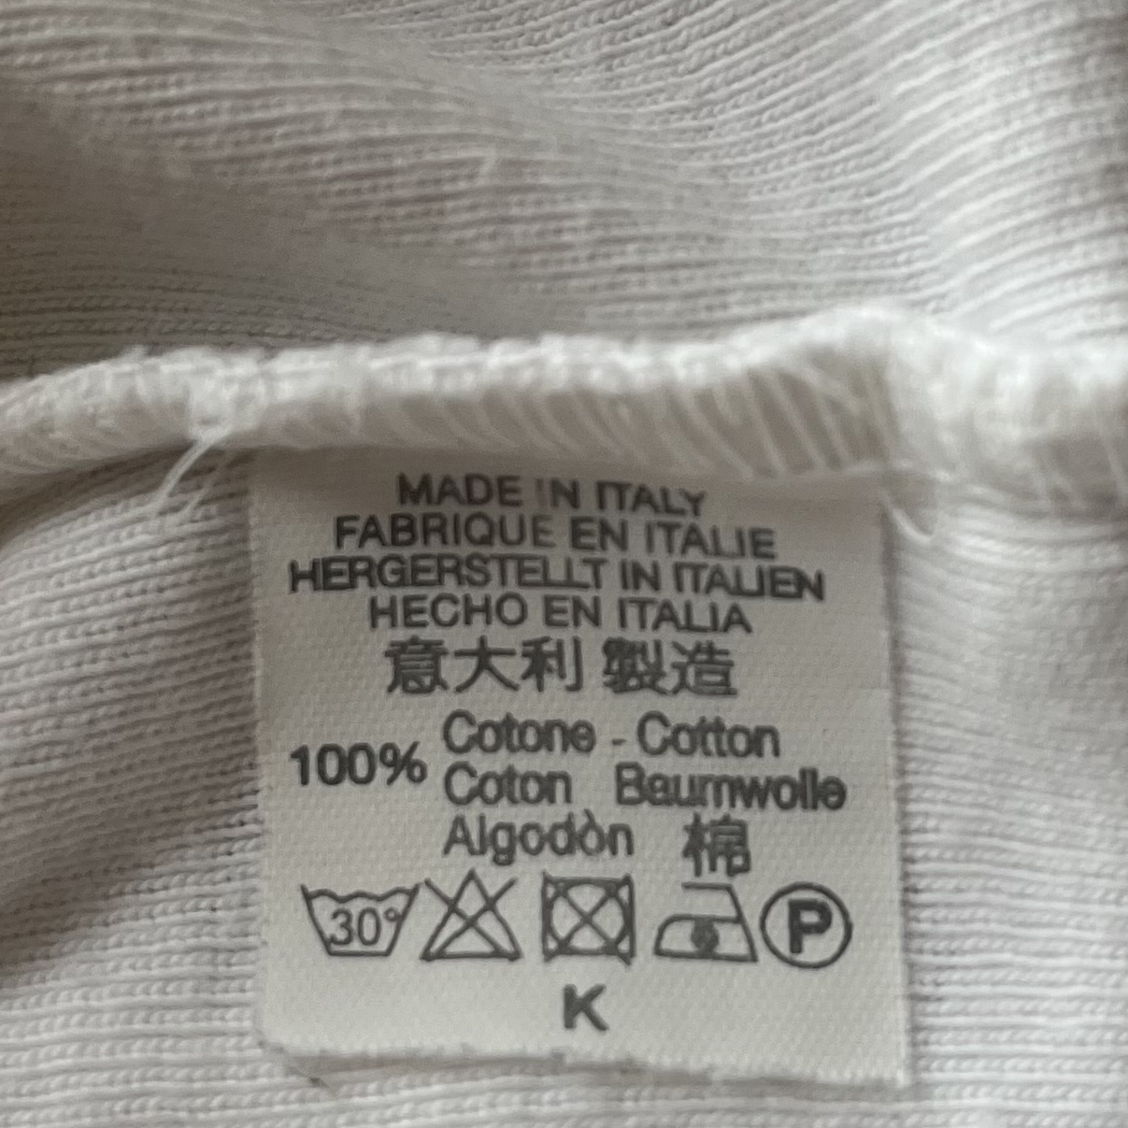 MADE IN ITALY
FABRIQUE EN ITALIE
HERGERSTELLT IN ITALIEN
HECHO EN ITALIA
意大利 製造
100% Cotone - Cotton
Coton Baumwolle
Algodòn 棉
30° P
K